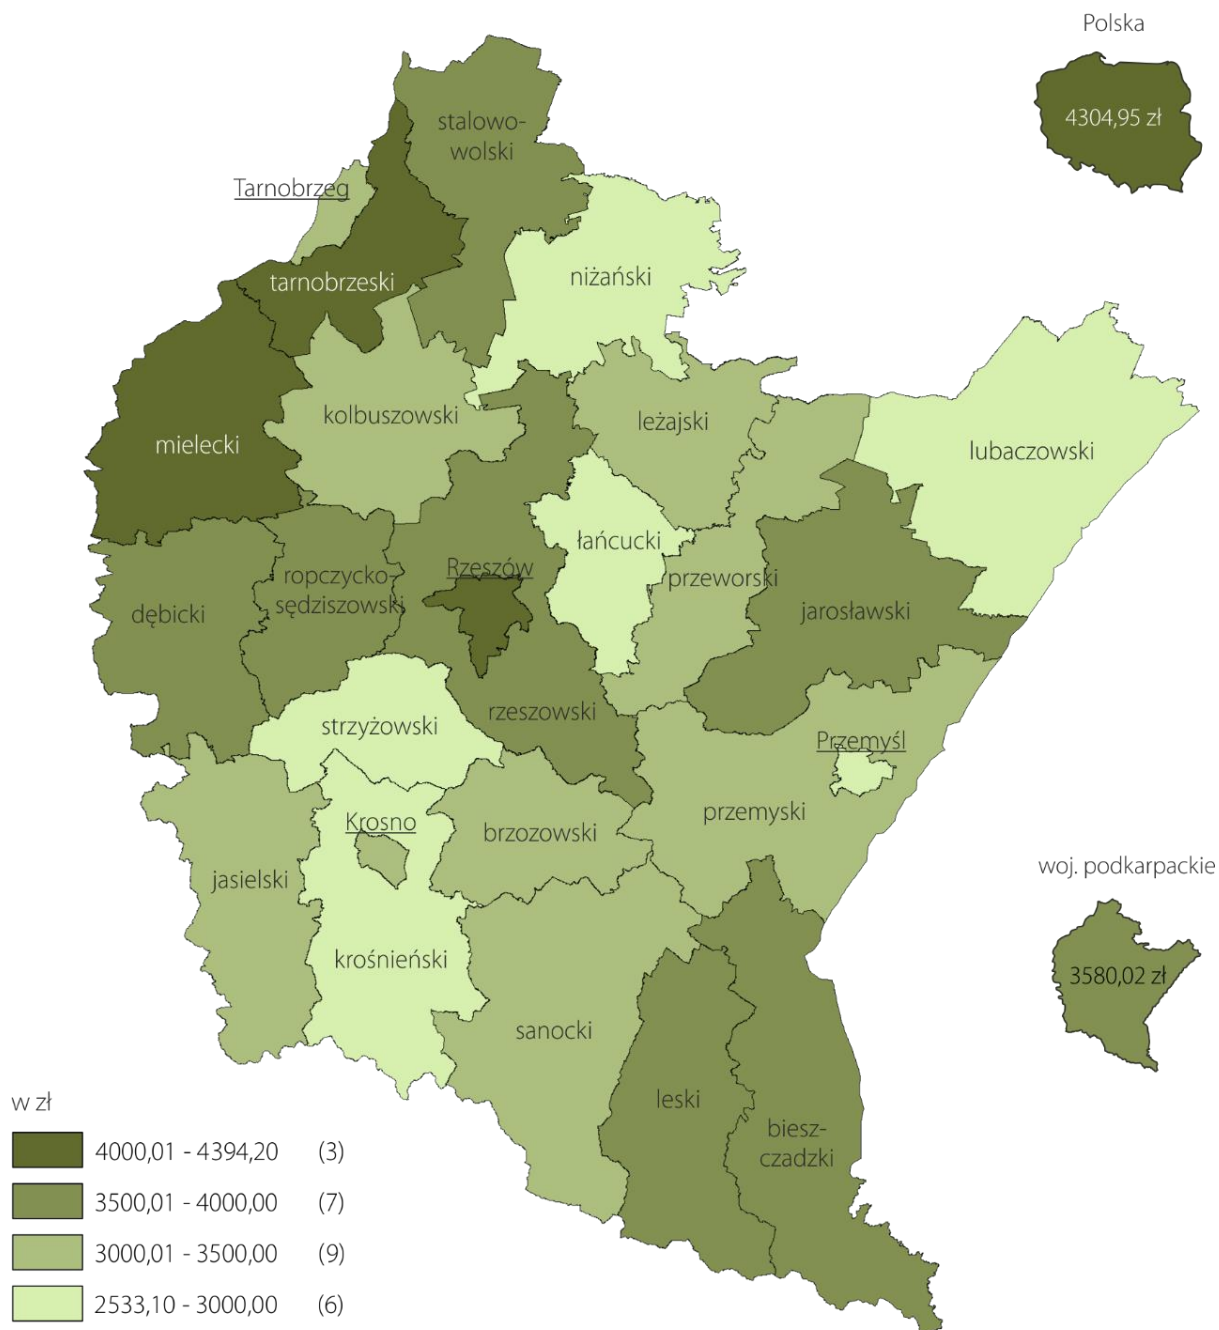 Polska
4304,95 zł
stalowo-
wolski
Tarnobrzeg
tarnobrzeski
niżański
kolbuszowski
leżajski
mielecki
lubaczowski
łańcucki
Rzeszów
przeworski
ropczycko-
sędziszowski
dębicki
jarosławski
rzeszowski
strzyżowski
Przemyśl
przemyski
Krosno
brzozowski
jasielski
woj. podkarpackie
3580,02 zł
krośnieński
sanocki
leski
biesz-
czadzki
w zł
4000,01 - 4394,20 (3)
3500,01 - 4000,00 (7)
3000,01 - 3500,00 (9)
2533,10 - 3000,00 (6)